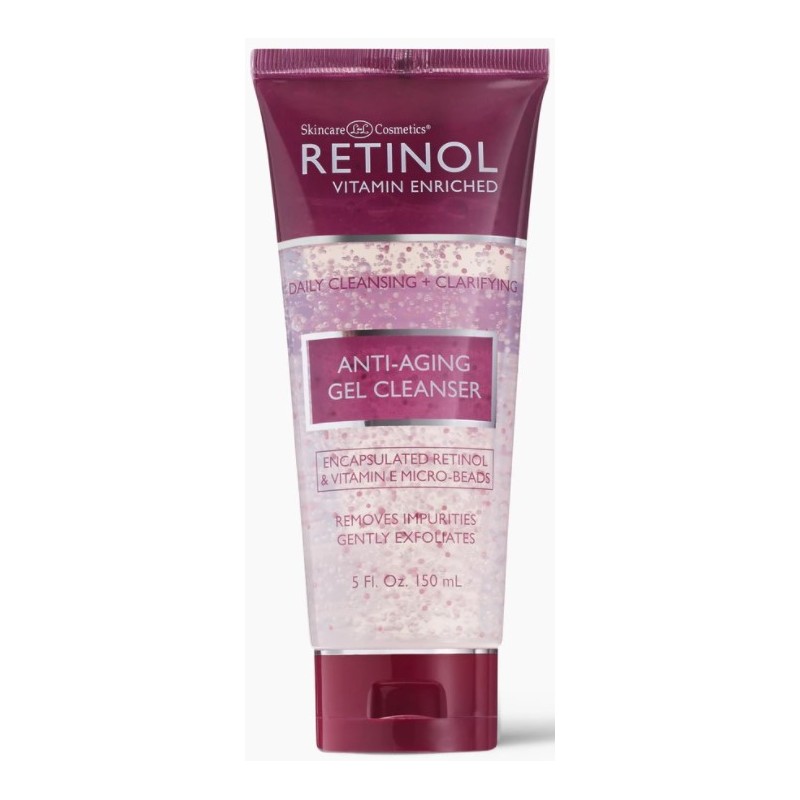 Skincare L·d·L Cosmetics®
RETINOL
VITAMIN ENRICHED
DAILY CLEANSING + CLARIFYING
ANTI-AGING
GEL CLEANSER
ENCAPSULATED RETINOL
& VITAMIN E MICRO-BEADS
REMOVES IMPURITIES
GENTLY EXFOLIATES
5 Fl. Oz. 150 mL